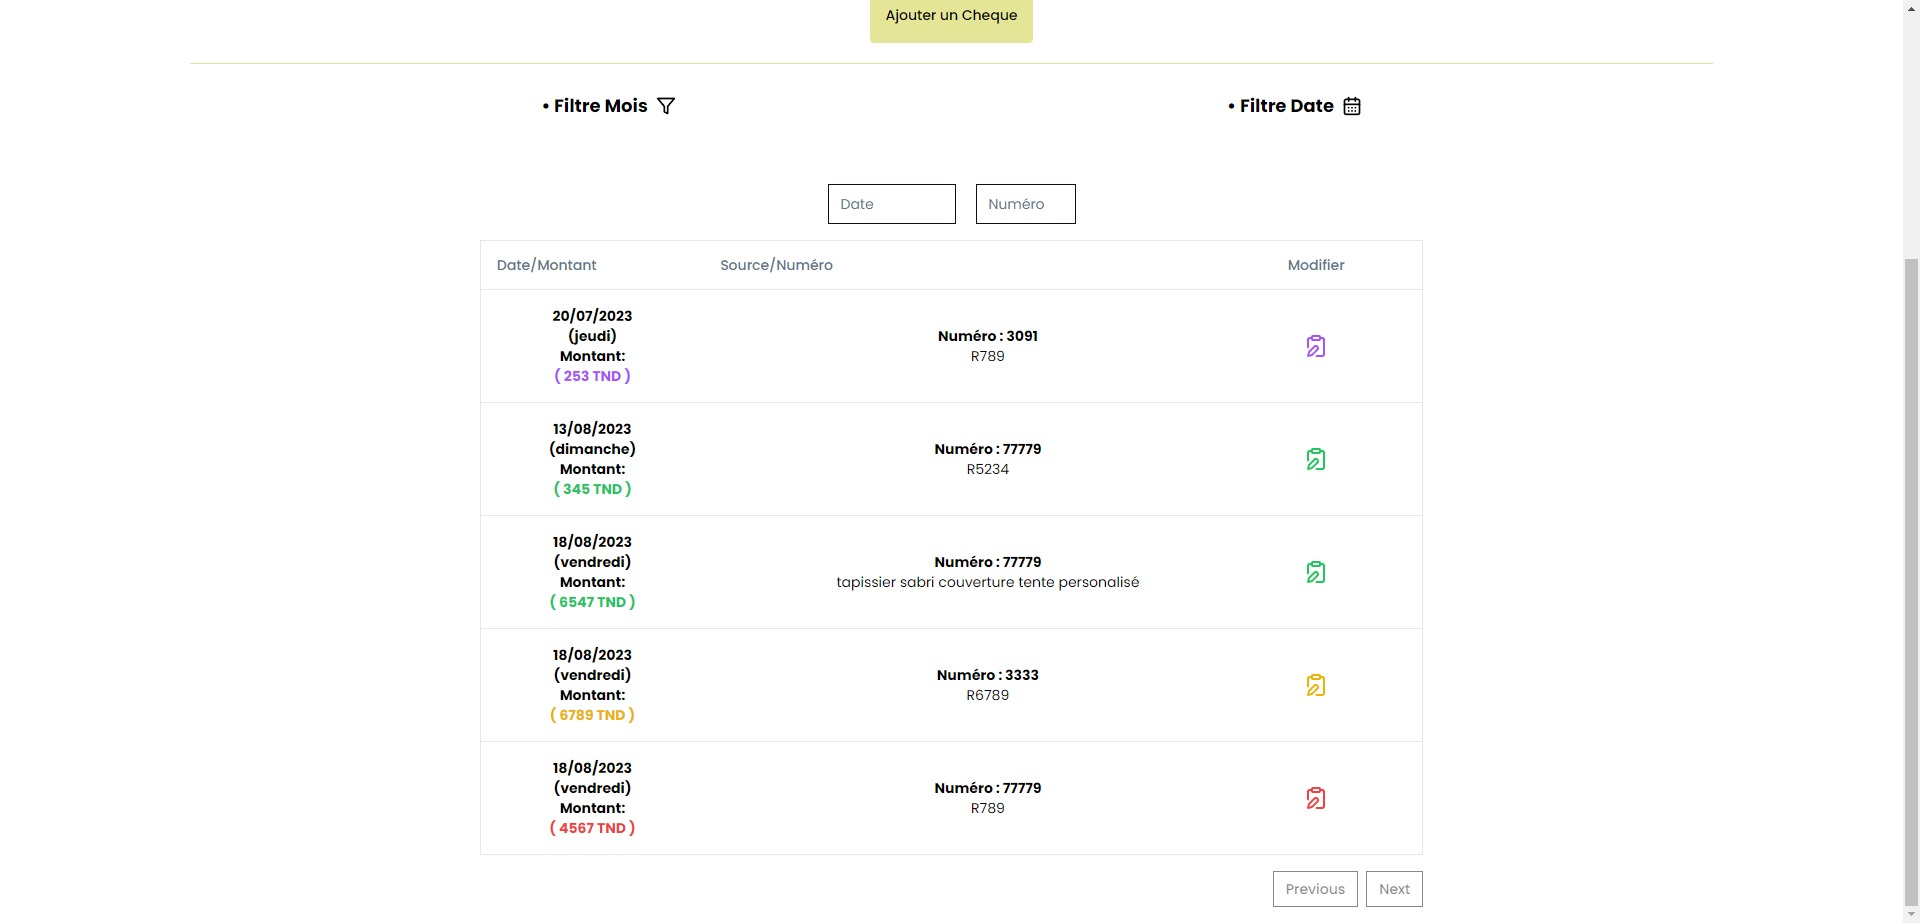 Ajouter un Cheque
• Filtre Mois
• Filtre Date
Date
Numéro
Date/Montant
Source/Numéro
Modifier
20/07/2023
(jeudi)
Montant:
( 253 TND )
Numéro : 3091
R789
13/08/2023
(dimanche)
Montant:
( 345 TND )
Numéro : 77779
R5234
18/08/2023
(vendredi)
Montant:
( 6547 TND )
Numéro : 77779
tapissier sabri couverture tente personalisé
18/08/2023
(vendredi)
Montant:
( 6789 TND )
Numéro : 3333
R6789
18/08/2023
(vendredi)
Montant:
( 4567 TND )
Numéro : 77779
R789
Previous
Next